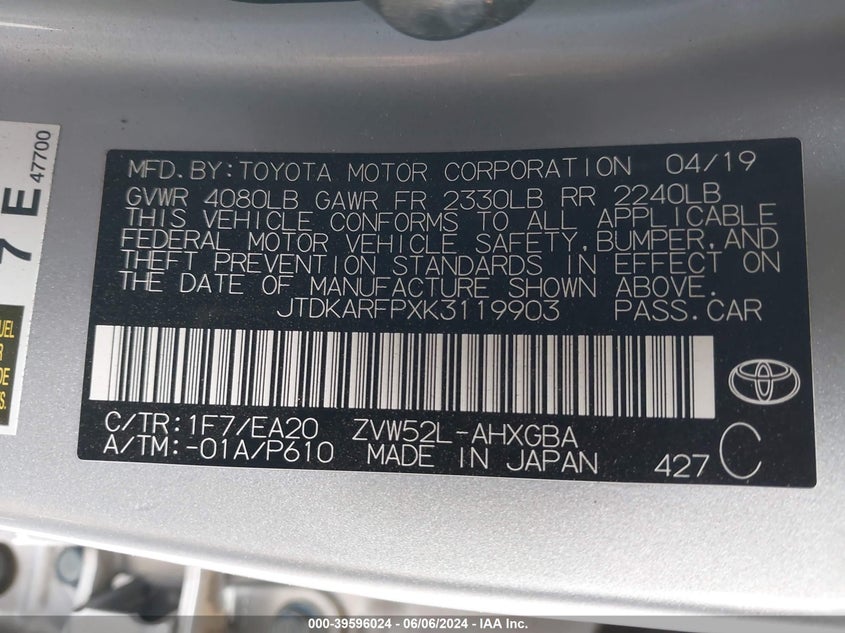 MFD.BY:TOYOTA MOTOR CORPORATION 04/19
GVWR 4080LB GAWR FR 2330LB RR 2240LB
THIS VEHICLE CONFORMS TO ALL APPLICABLE
FEDERAL MOTOR VEHICLE SAFETY,BUMPER,AND
THEFT PREVENTION STANDARDS IN EFFECT ON
THE DATE OF MANUFACTURE SHOWN ABOVE.
JTDKARFPXK3119903 PASS.CAR
C/TR:1F7/EA20 ZVW52L-AHXGBA
A/TM:-01A/P610 MADE IN JAPAN 427 C
7 E
47700
000-39596024 - 06/06/2024 - IAA Inc.